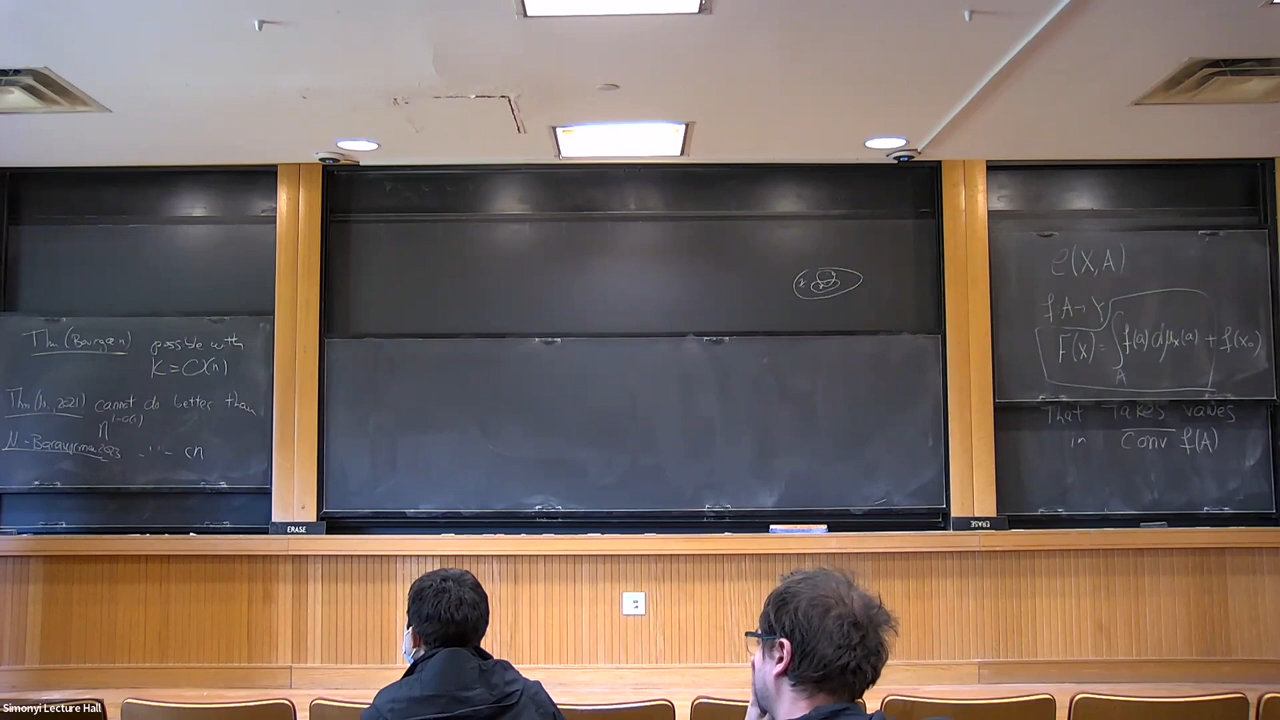 Thm (Bourgain) possible with
K = O(n)
Thm (N., 2021) cannot do better than
n^{1-o(1)}
N - Baraviermaz 2023 - ·· - cn
ERASE
e(X,A)
f: A → Y
F(x) = ∫_A f(a) dμ_x(a) + f(x_0)
That Takes values
in conv f(A)
ERASE
Simonyi Lecture Hall